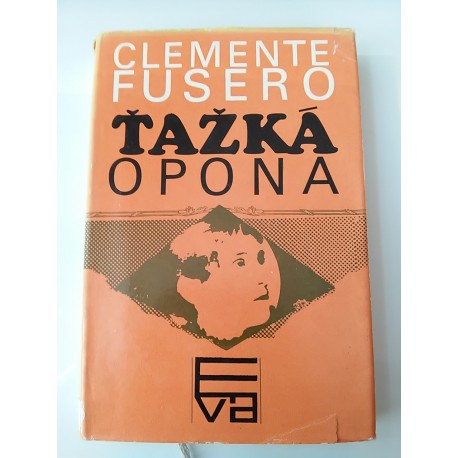 CLEMENTE
FUSERO
ŤAŽKÁ
OPONA
Eva